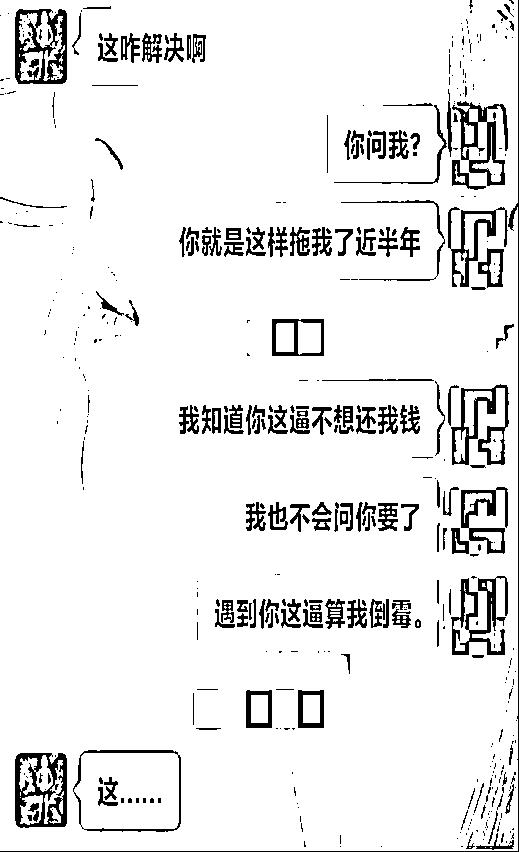 这咋解决啊
你问我?
你就是这样拖我了近半年
我知道你这逼不想还我钱
我也不会问你要了
遇到你这逼算我倒霉。
这……